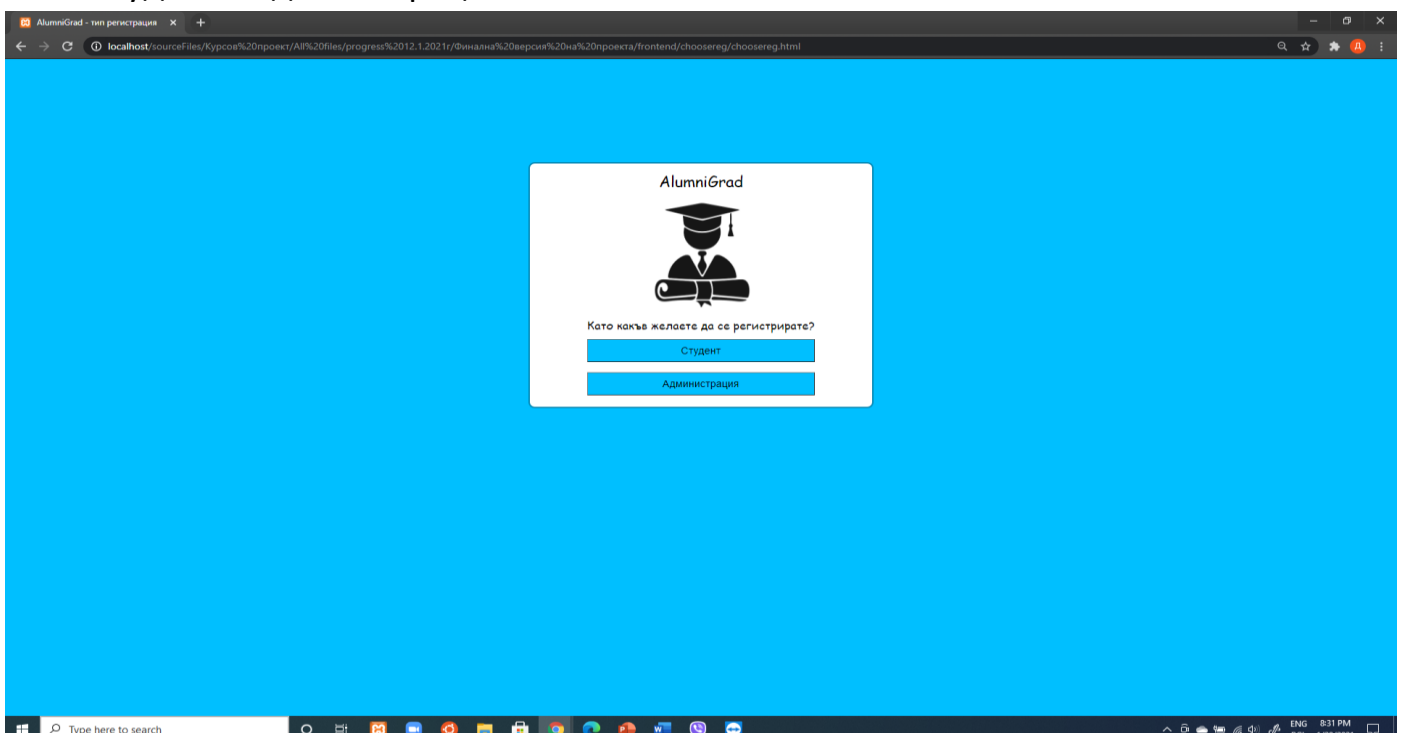 AlumniGrad - тип регистрация
localhost/sourceFiles/Курсов%20проект/All%20files/progress%2012.1.2021г/Финална%20версия%20на%20проекта/frontend/choosereg/choosereg.html
Д
AlumniGrad
Като какъв желаете да се регистрирате?
Студент
Администрация
Type here to search
ENG
8:31 PM